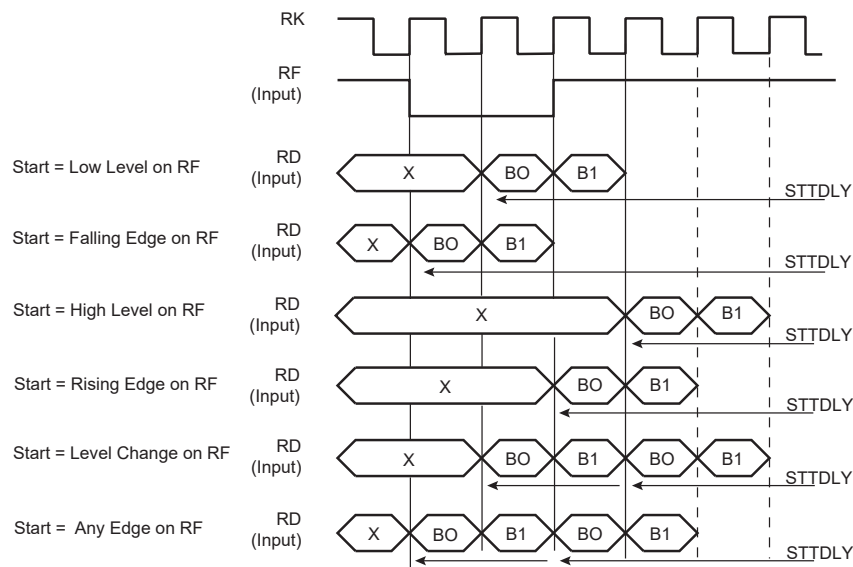 RK
RF
(Input)
Start = Low Level on RF
RD
(Input)
X
BO
B1
STTDLY
Start = Falling Edge on RF
RD
(Input)
X
BO
B1
STTDLY
Start = High Level on RF
RD
(Input)
X
BO
B1
STTDLY
Start = Rising Edge on RF
RD
(Input)
X
BO
B1
STTDLY
Start = Level Change on RF
RD
(Input)
X
BO
B1
BO
B1
STTDLY
Start = Any Edge on RF
RD
(Input)
X
BO
B1
BO
B1
STTDLY